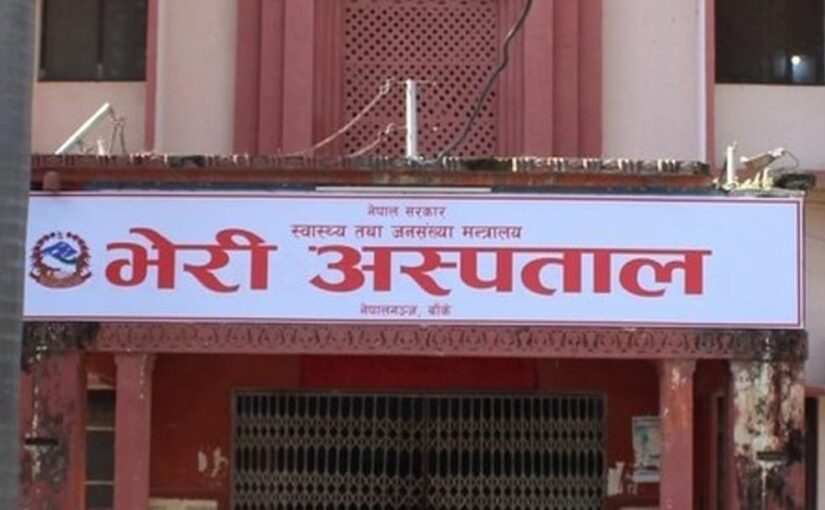 नेपाल सरकार
स्वास्थ्य तथा जनसंख्या मन्त्रालय
भेरी अस्पताल
नेपालगञ्ज, बाँके